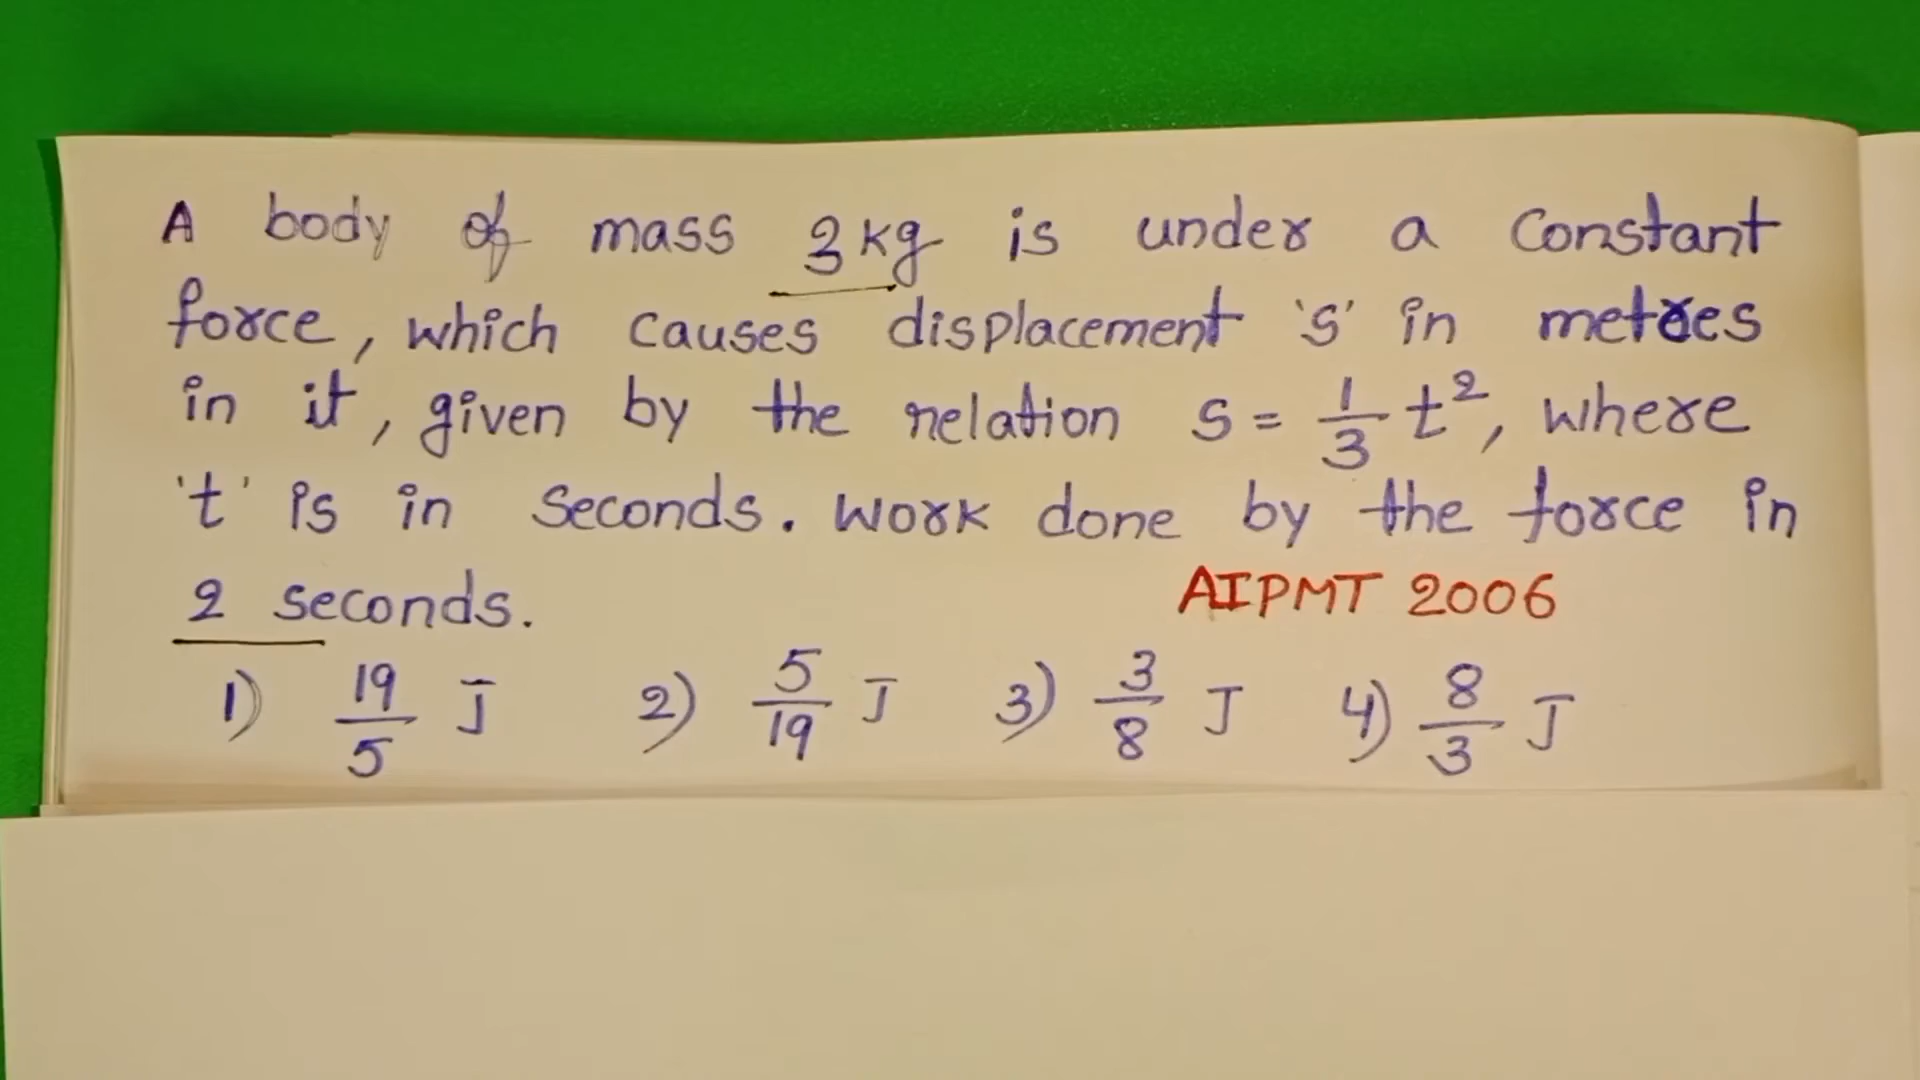 A body of mass 3 kg is under a constant
force, which causes displacement 's' in metres
in it, given by the relation s = 1/3 t², where
't' is in seconds. Work done by the force in
2 seconds.
AIPMT 2006
1) 19/5 J 2) 5/19 J 3) 3/8 J 4) 8/3 J